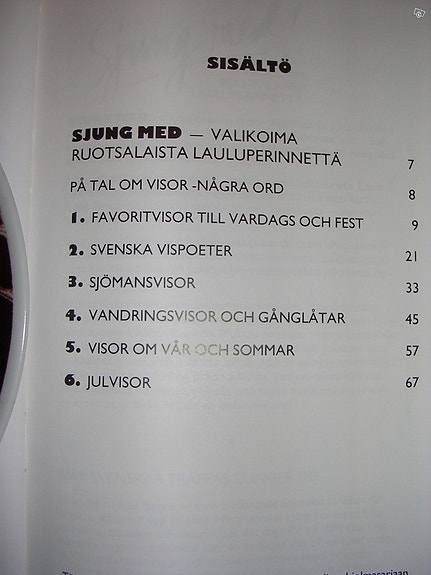 SISÄLTÖ
SJUNG MED — VALIKOIMA
RUOTSALAISTA LAULUPERINNETTÄ 7
PÅ TAL OM VISOR -NÅGRA ORD 8
1. FAVORITVISOR TILL VARDAGS OCH FEST 9
2. SVENSKA VISPOETER 21
3. SJÖMANSVISOR 33
4. VANDRINGSVISOR OCH GÅNGLÅTAR 45
5. VISOR OM VÅR OCH SOMMAR 57
6. JULVISOR 67